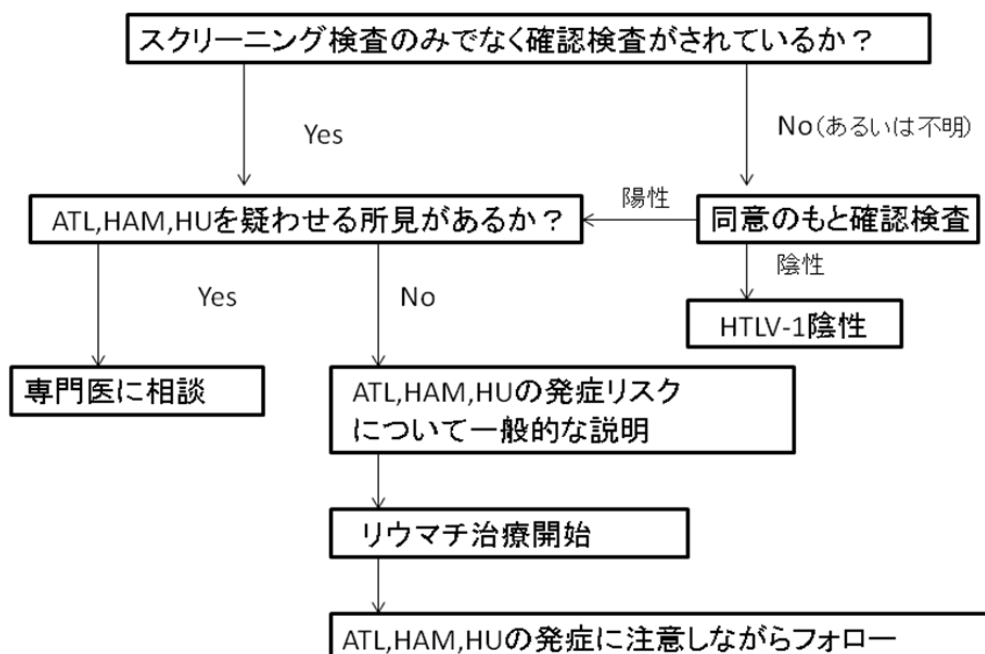 スクリーニング検査のみでなく確認検査がされているか？
Yes
No（あるいは不明）
ATL,HAM,HUを疑わせる所見があるか？
陽性
同意のもと確認検査
陰性
Yes
No
HTLV-1陰性
専門医に相談
ATL,HAM,HUの発症リスク
について一般的な説明
リウマチ治療開始
ATL,HAM,HUの発症に注意しながらフォロー